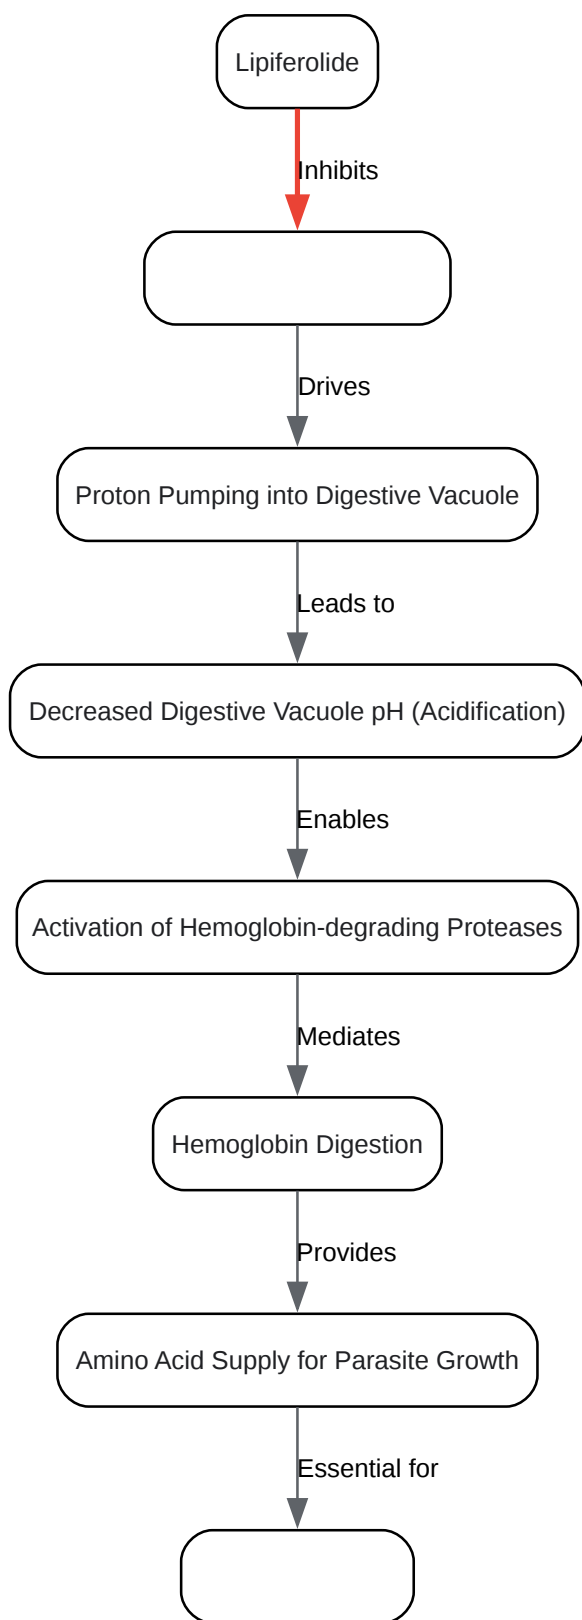 Lipiferolide
Inhibits
Drives
Proton Pumping into Digestive Vacuole
Leads to
Decreased Digestive Vacuole pH (Acidification)
Enables
Activation of Hemoglobin-degrading Proteases
Mediates
Hemoglobin Digestion
Provides
Amino Acid Supply for Parasite Growth
Essential for